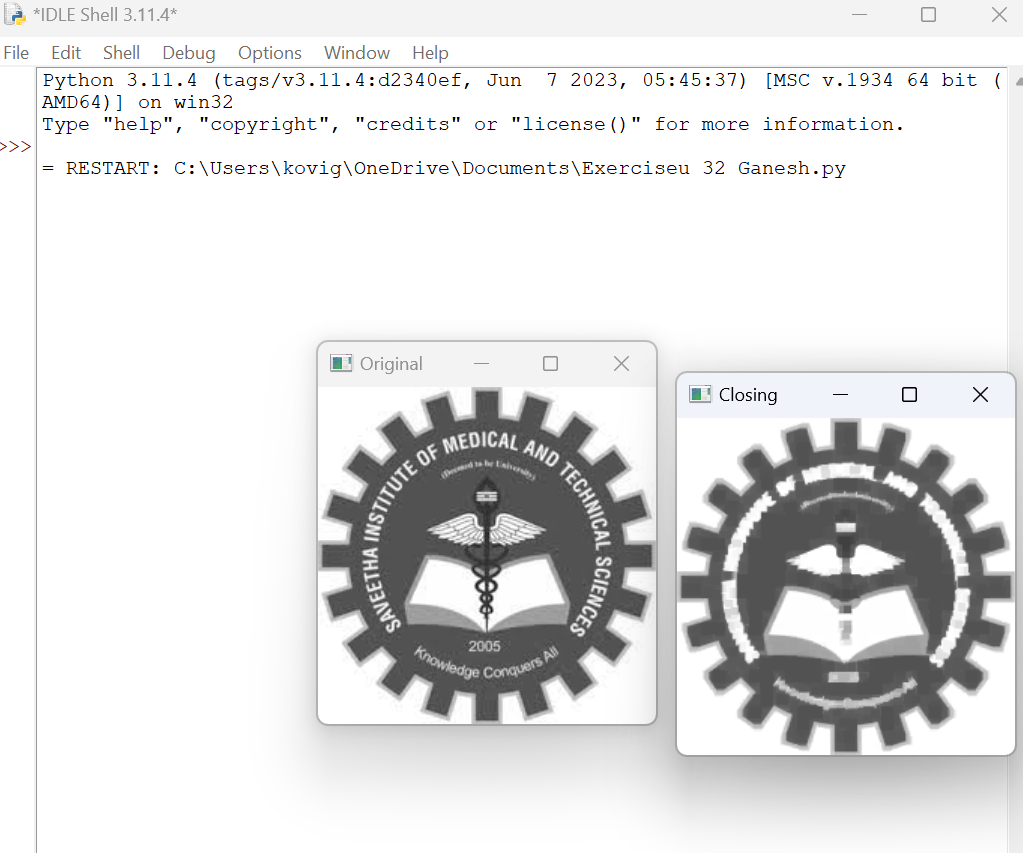 *IDLE Shell 3.11.4*
File Edit Shell Debug Options Window Help
Python 3.11.4 (tags/v3.11.4:d2340ef, Jun  7 2023, 05:45:37) [MSC v.1934 64 bit (
AMD64)] on win32
Type "help", "copyright", "credits" or "license()" for more information.
>>>
= RESTART: C:\Users\kovig\OneDrive\Documents\Exerciseu 32 Ganesh.py
Original
SAVEETHA INSTITUTE OF MEDICAL AND TECHNICAL SCIENCES
(Deemed to be University)
2005
Knowledge Conquers All
Closing
OF